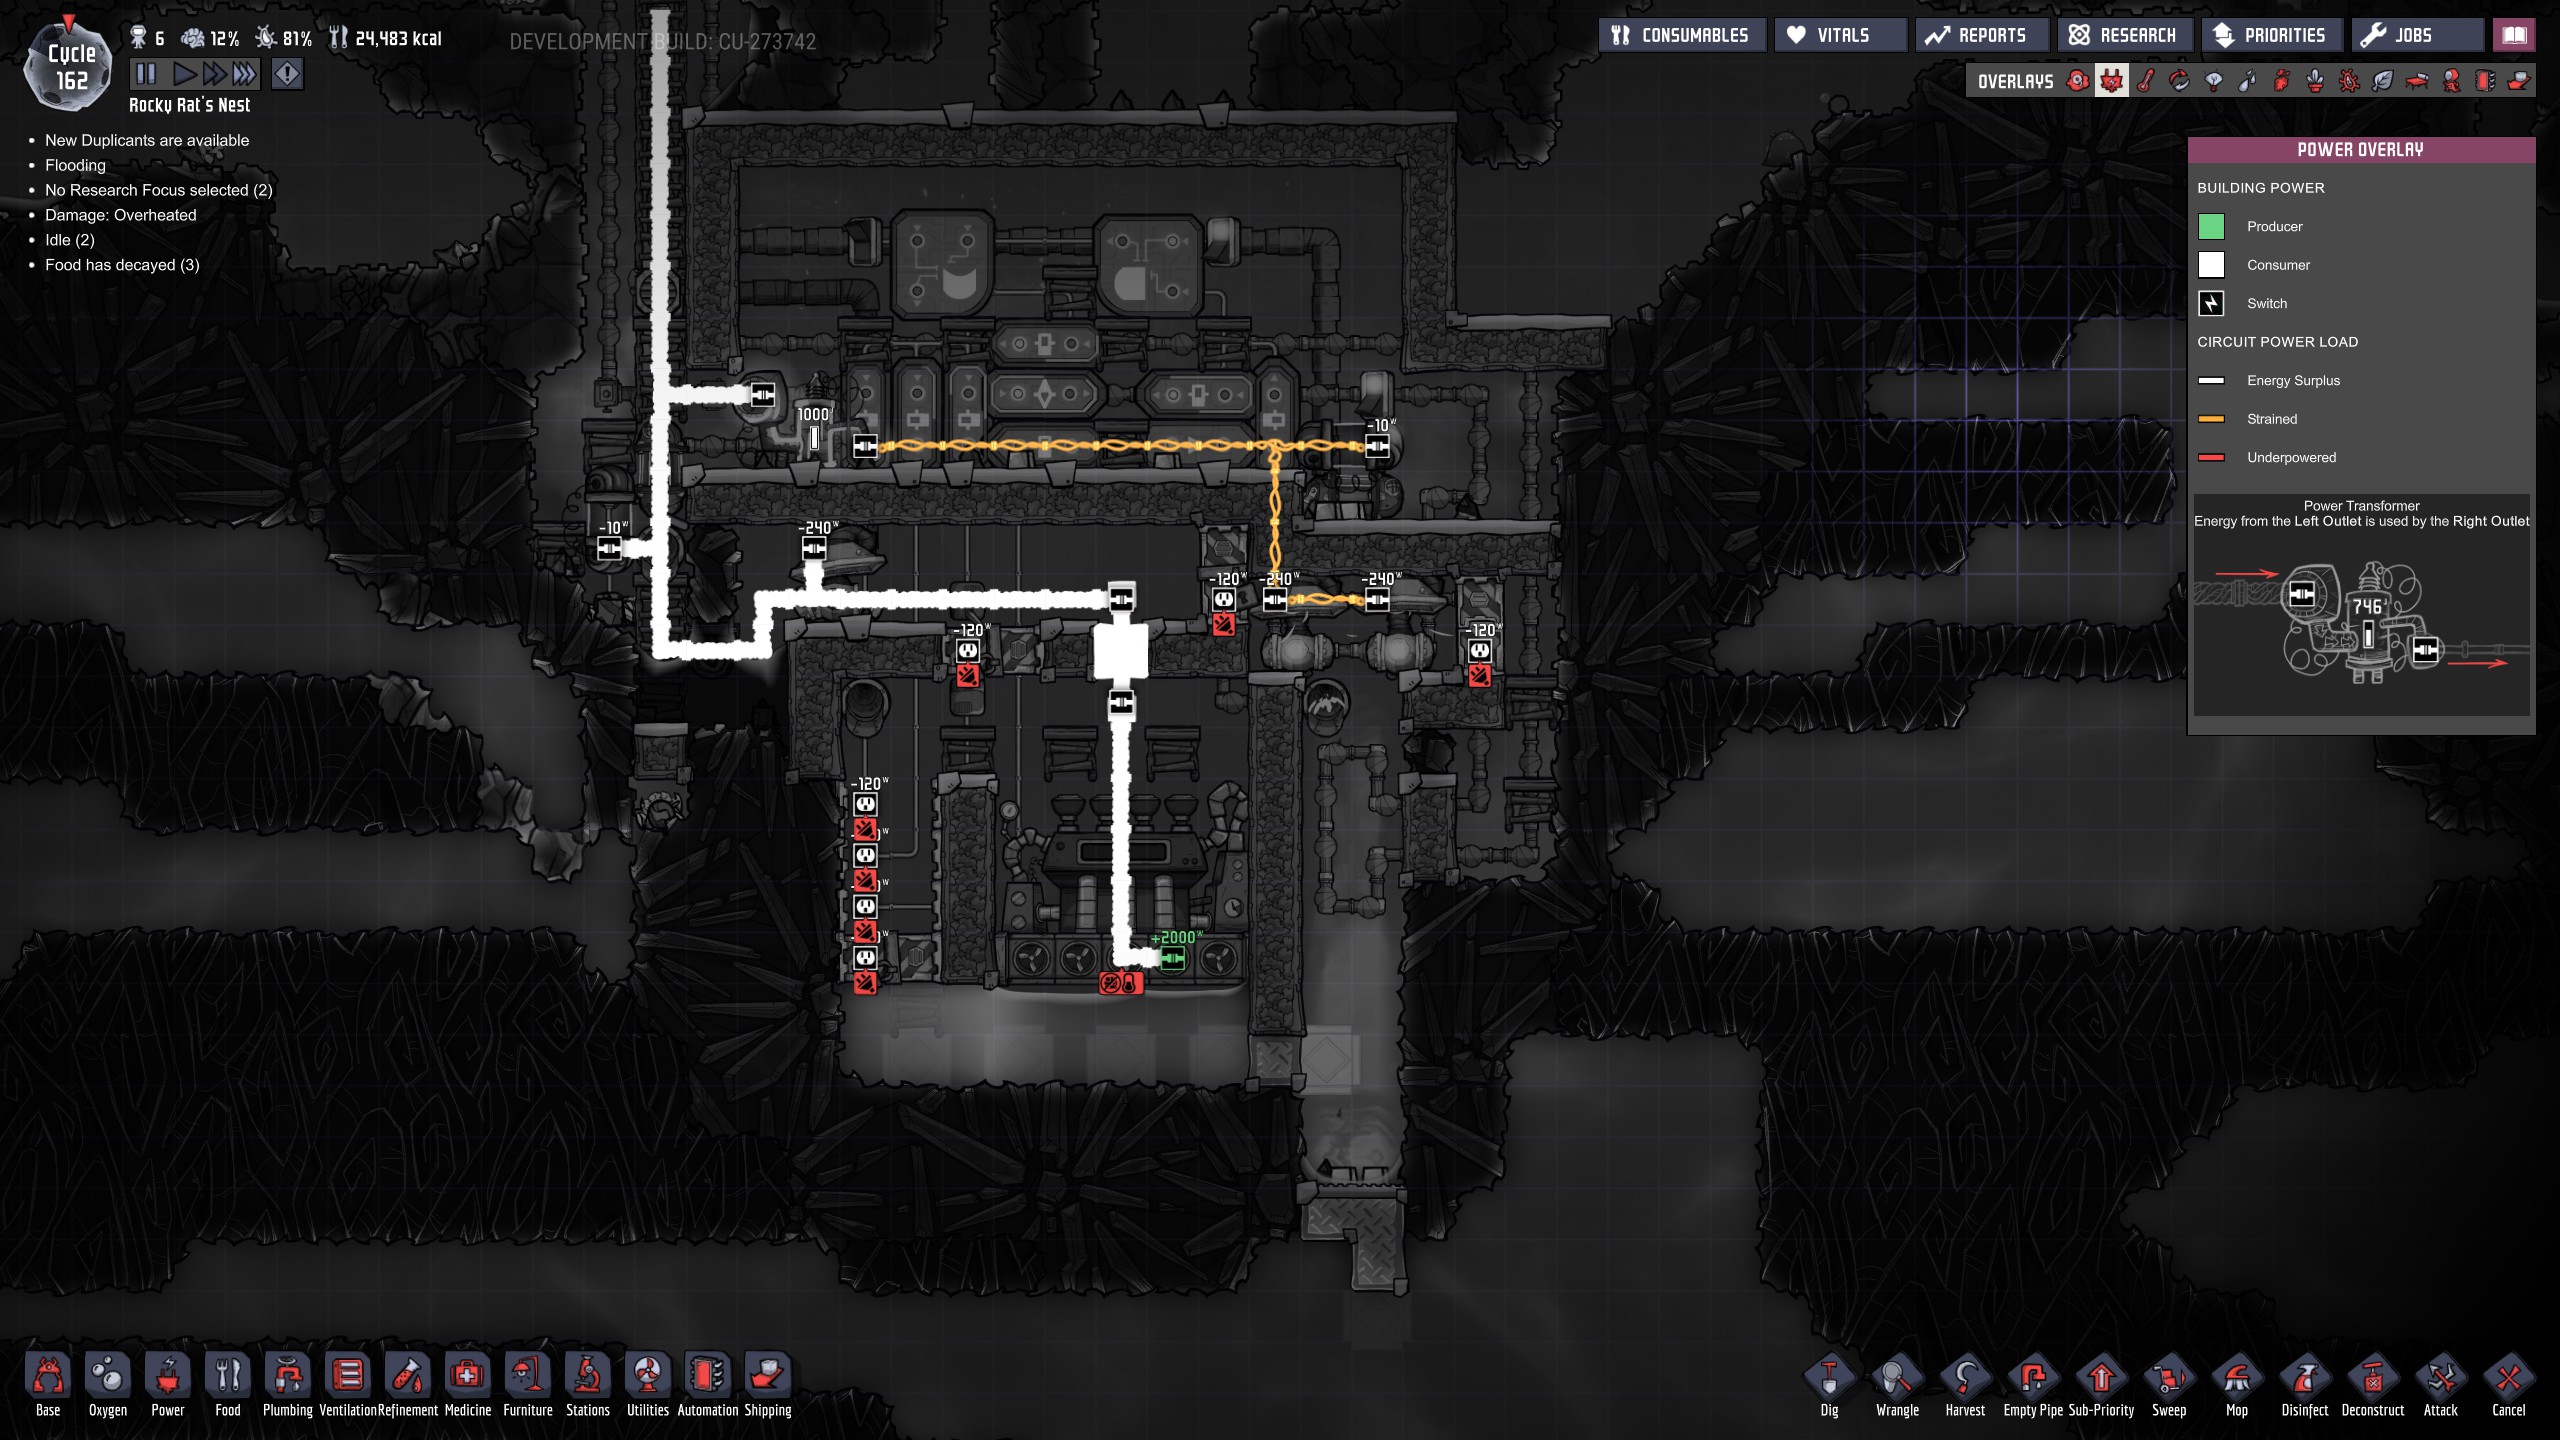 Cycle
162
6
12%
81%
24,483 kcal
DEVELOPMENT BUILD: CU-273742
Rocky Rat's Nest
New Duplicants are available
Flooding
No Research Focus selected (2)
Damage: Overheated
Idle (2)
Food has decayed (3)
CONSUMABLES
VITALS
REPORTS
RESEARCH
PRIORITIES
JOBS
OVERLAYS
POWER OVERLAY
BUILDING POWER
Producer
Consumer
Switch
CIRCUIT POWER LOAD
Energy Surplus
Strained
Underpowered
Power Transformer
Energy from the Left Outlet is used by the Right Outlet
746 J
1000 J
-10 W
-10 W
-240 W
-120 W
-240 W
-240 W
-120 W
-120 W
-120 W
+2000 W
Base
Oxygen
Power
Food
Plumbing
Ventilation
Refinement
Medicine
Furniture
Stations
Utilities
Automation
Shipping
Dig
Wrangle
Harvest
Empty Pipe
Sub-Priority
Sweep
Mop
Disinfect
Deconstruct
Attack
Cancel